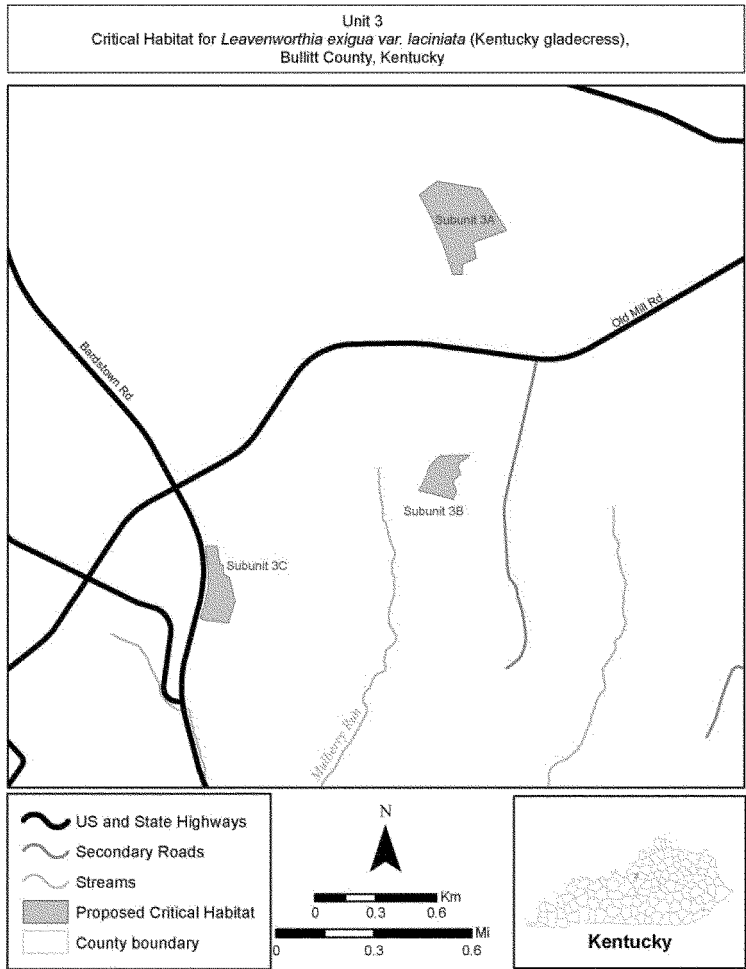 Unit 3
Critical Habitat for Leavenworthia exigua var. laciniata (Kentucky gladecress),
Bullitt County, Kentucky
Subunit 3A
Old Mill Rd
Bardstown Rd
Subunit 3B
Subunit 3C
Mulberry Run
US and State Highways
Secondary Roads
Streams
Proposed Critical Habitat
County boundary
N
Km
0 0.3 0.6
Mi
0 0.3 0.6
Kentucky